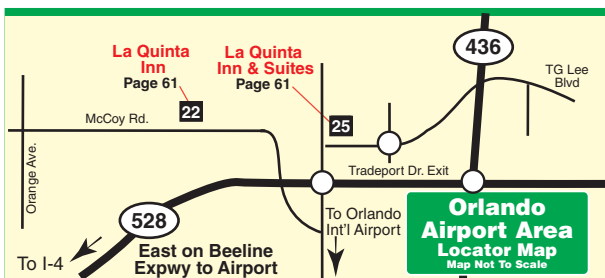 436
La Quinta
Inn
Page 61
La Quinta
Inn & Suites
Page 61
TG Lee
Blvd
22
25
McCoy Rd.
Orange Ave.
Tradeport Dr. Exit
528
To I-4
East on Beeline
Expwy to Airport
To Orlando
Int'l Airport
Orlando
Airport Area
Locator Map
Map Not To Scale